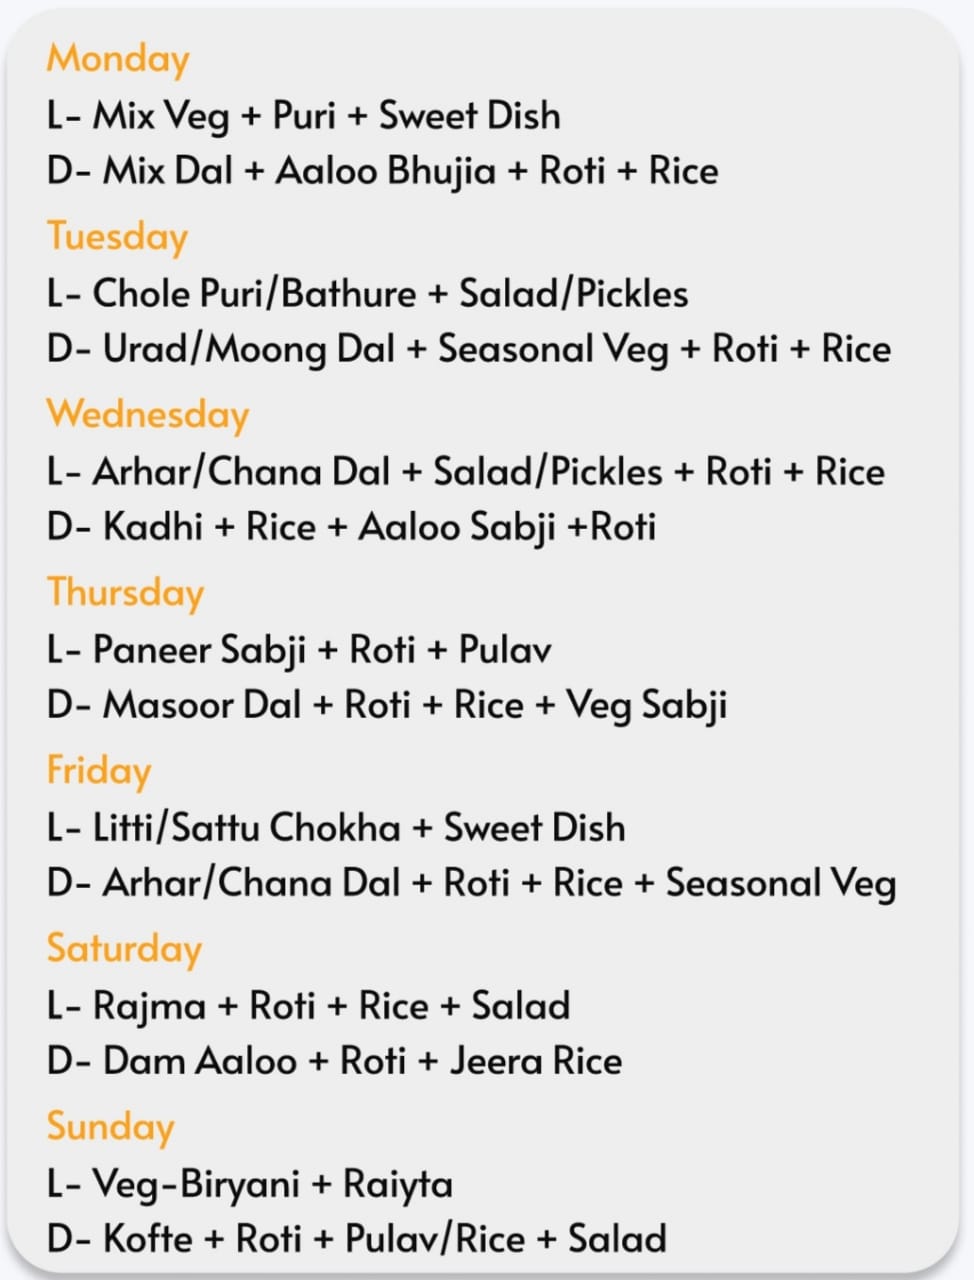 Monday
L- Mix Veg + Puri + Sweet Dish
D- Mix Dal + Aaloo Bhujia + Roti + Rice
Tuesday
L- Chole Puri/Bathure + Salad/Pickles
D- Urad/Moong Dal + Seasonal Veg + Roti + Rice
Wednesday
L- Arhar/Chana Dal + Salad/Pickles + Roti + Rice
D- Kadhi + Rice + Aaloo Sabji +Roti
Thursday
L- Paneer Sabji + Roti + Pulav
D- Masoor Dal + Roti + Rice + Veg Sabji
Friday
L- Litti/Sattu Chokha + Sweet Dish
D- Arhar/Chana Dal + Roti + Rice + Seasonal Veg
Saturday
L- Rajma + Roti + Rice + Salad
D- Dam Aaloo + Roti + Jeera Rice
Sunday
L- Veg-Biryani + Raiyta
D- Kofte + Roti + Pulav/Rice + Salad